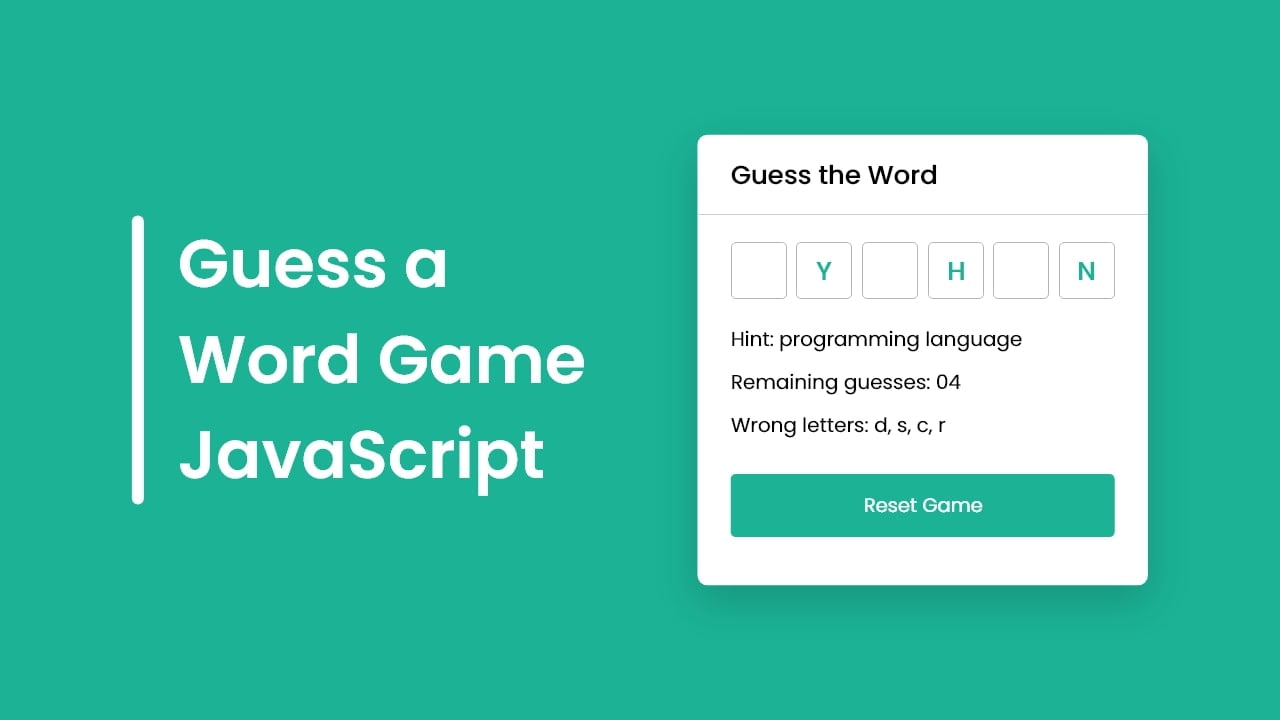 Guess a
Word Game
JavaScript
Guess the Word
Y H N
Hint: programming language
Remaining guesses: 04
Wrong letters: d, s, c, r
Reset Game